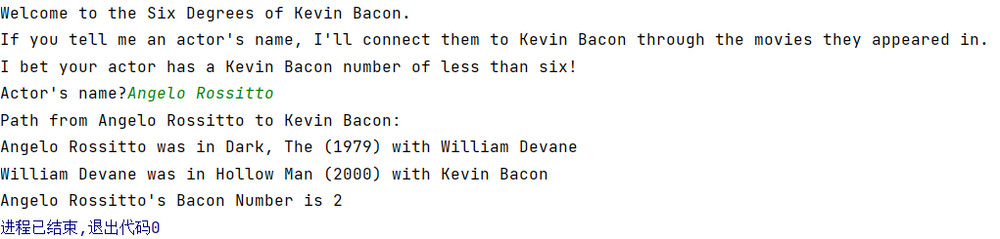 Welcome to the Six Degrees of Kevin Bacon.
If you tell me an actor's name, I'll connect them to Kevin Bacon through the movies they appeared in.
I bet your actor has a Kevin Bacon number of less than six!
Actor's name?Angelo Rossitto
Path from Angelo Rossitto to Kevin Bacon:
Angelo Rossitto was in Dark, The (1979) with William Devane
William Devane was in Hollow Man (2000) with Kevin Bacon
Angelo Rossitto's Bacon Number is 2
进程已结束,退出代码0